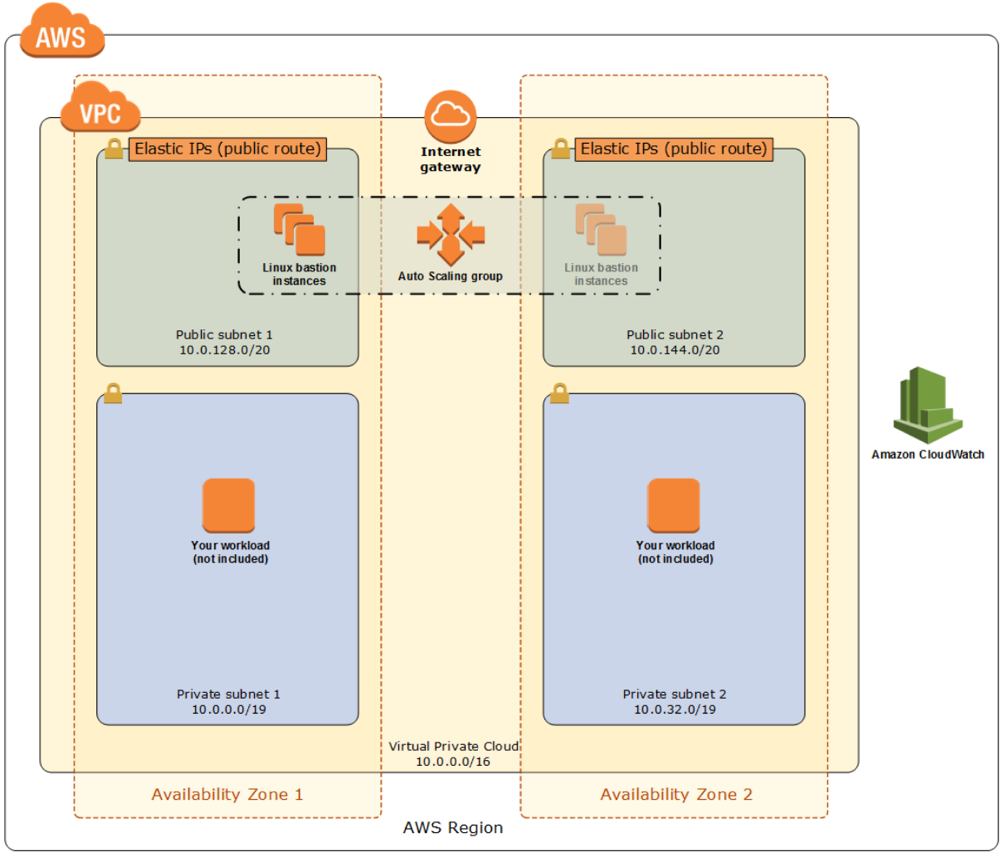 AWS
VPC
Elastic IPs (public route)
Internet
gateway
Elastic IPs (public route)
Linux bastion
instances
Auto Scaling group
Linux bastion
instances
Public subnet 1
10.0.128.0/20
Public subnet 2
10.0.144.0/20
Amazon CloudWatch
Your workload
(not included)
Your workload
(not included)
Private subnet 1
10.0.0.0/19
Private subnet 2
10.0.32.0/19
Virtual Private Cloud
10.0.0.0/16
Availability Zone 1
Availability Zone 2
AWS Region